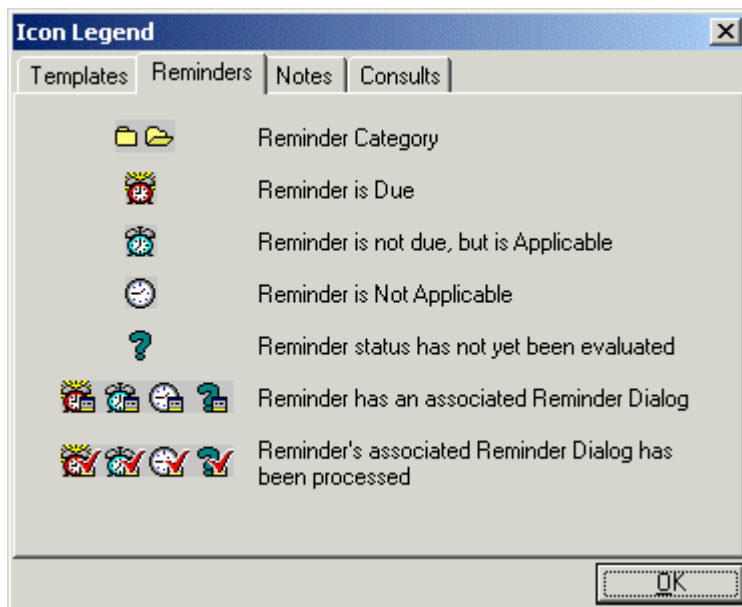 Icon Legend
Templates Reminders Notes Consults
Reminder Category
Reminder is Due
Reminder is not due, but is Applicable
Reminder is Not Applicable
Reminder status has not yet been evaluated
Reminder has an associated Reminder Dialog
Reminder's associated Reminder Dialog has
been processed
OK